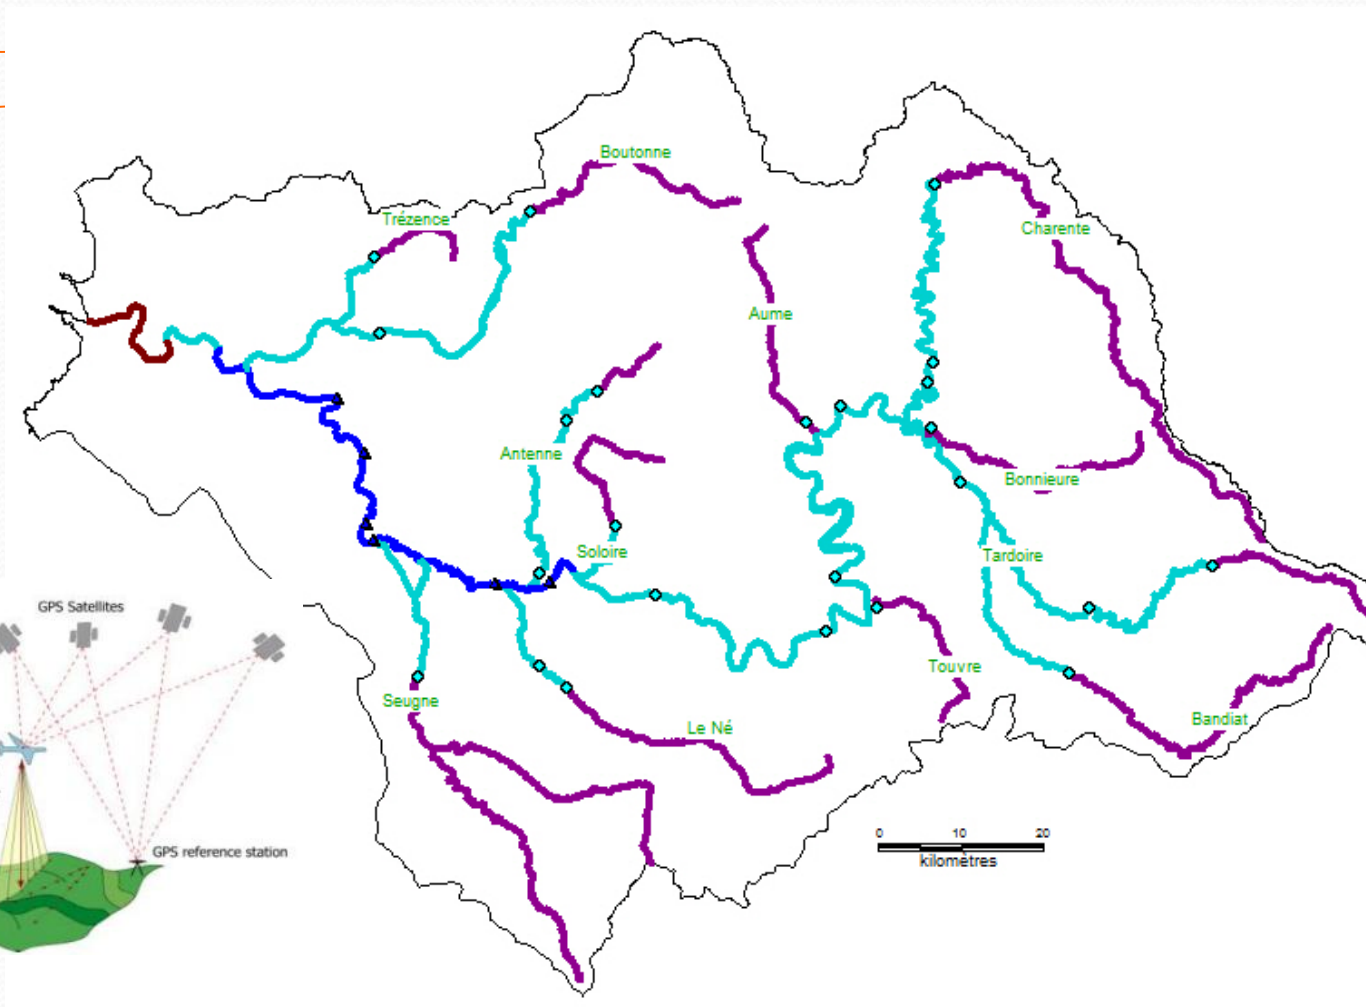 Boutonne
Trézence
Charente
Aume
Antenne
Bonnieure
Soloire
Tardoire
GPS Satellites
Touvre
Seugne
Le Né
Bandiat
0 10 20
kilomètres
GPS reference station